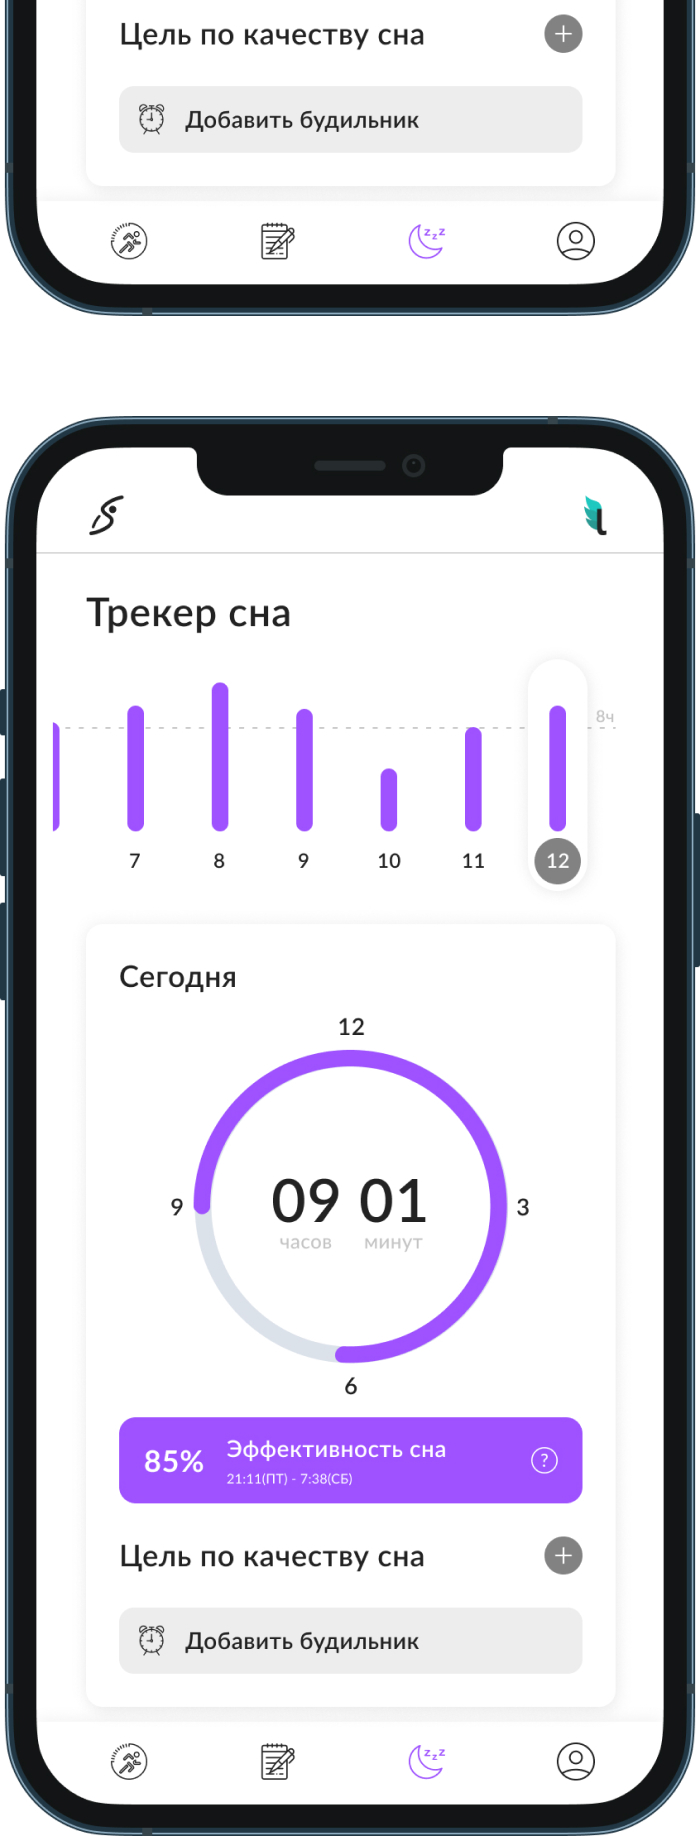 Цель по качеству сна
Добавить будильник
zzz
Трекер сна
8ч
7 8 9 10 11 12
Сегодня
12
9
09 01
3
часов минут
6
85%
Эффективность сна
?
21:11(ПТ) - 7:38(СБ)
Цель по качеству сна
Добавить будильник
zzz